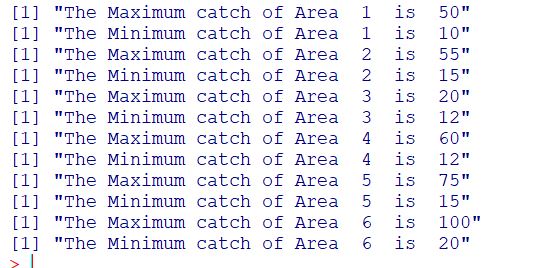 [1] "The Maximum catch of Area  1  is  50"
[1] "The Minimum catch of Area  1  is  10"
[1] "The Maximum catch of Area  2  is  55"
[1] "The Minimum catch of Area  2  is  15"
[1] "The Maximum catch of Area  3  is  20"
[1] "The Minimum catch of Area  3  is  12"
[1] "The Maximum catch of Area  4  is  60"
[1] "The Minimum catch of Area  4  is  12"
[1] "The Maximum catch of Area  5  is  75"
[1] "The Minimum catch of Area  5  is  15"
[1] "The Maximum catch of Area  6  is  100"
[1] "The Minimum catch of Area  6  is  20"
>